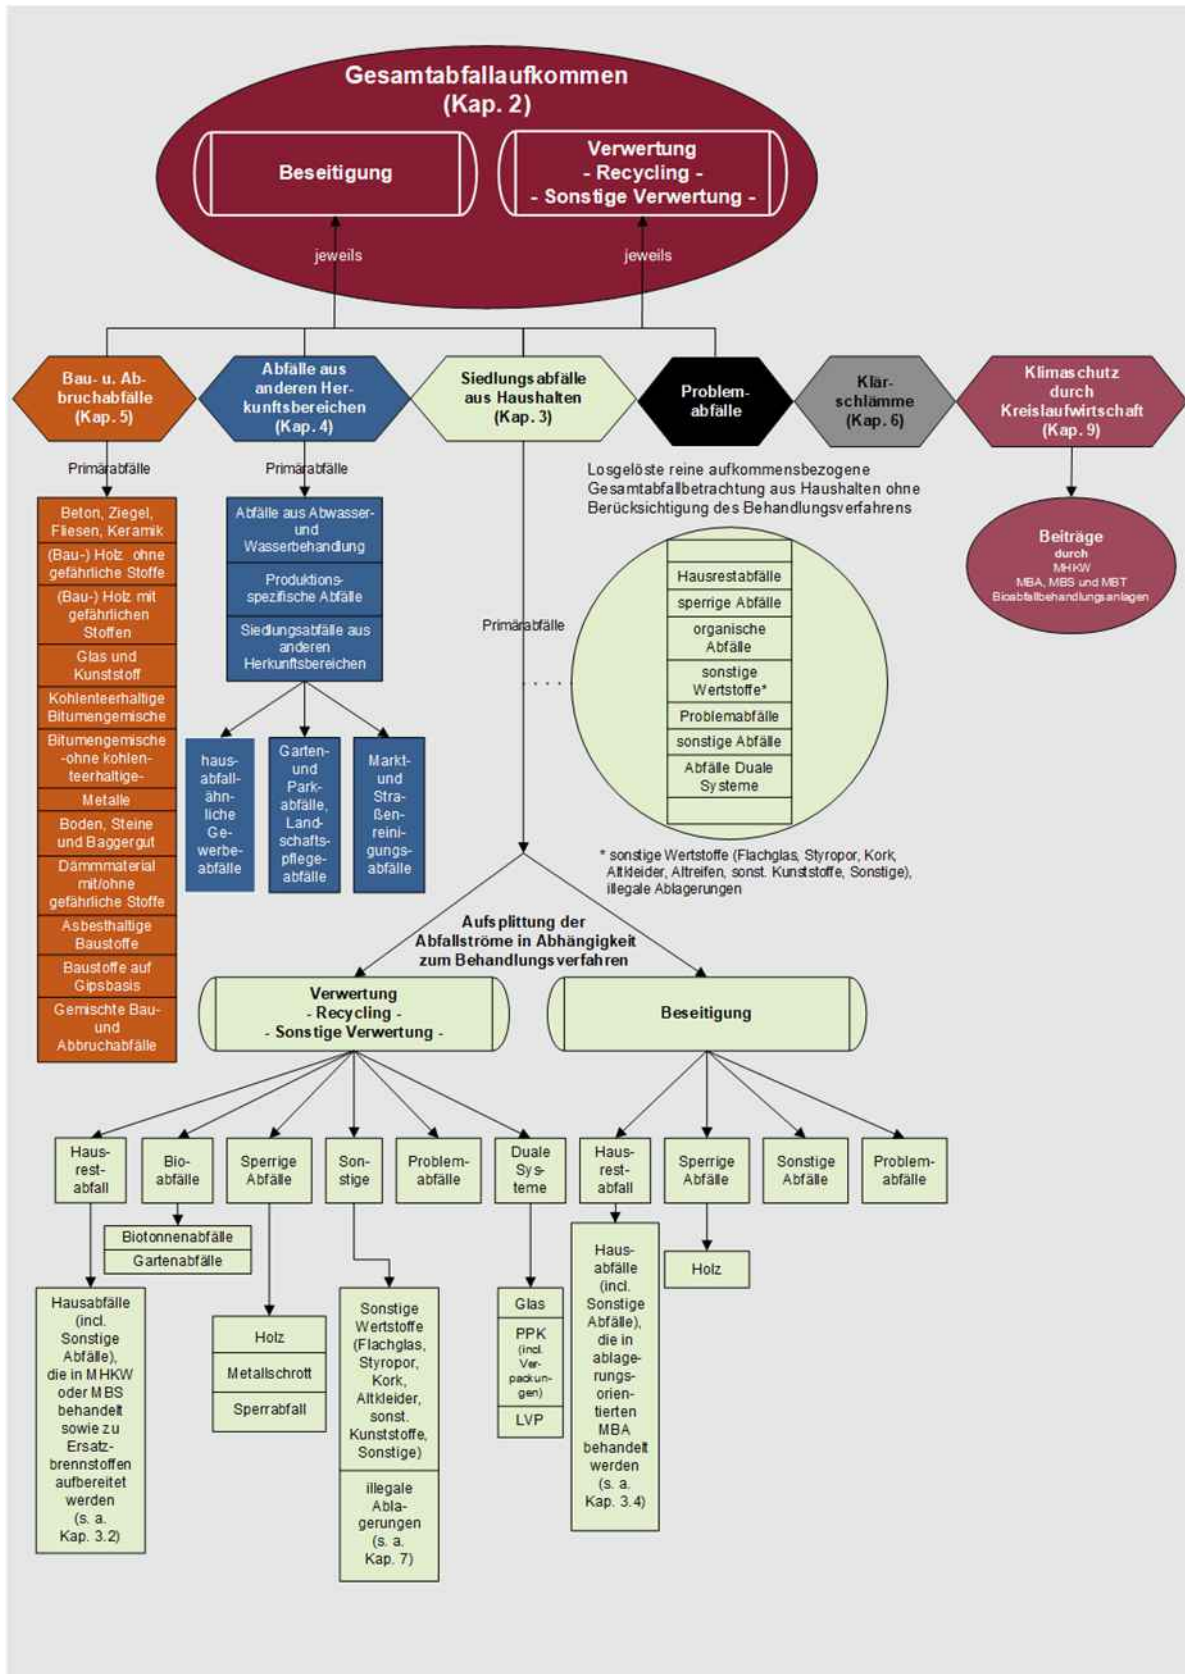 Gesamtabfallaufkommen
(Kap. 2)
Beseitigung
Verwertung
- Recycling -
- Sonstige Verwertung -
jeweils
jeweils
Bau- u. Ab-
bruchabfälle
(Kap. 5)
Abfälle aus
anderen Her-
kunftsbereichen
(Kap. 4)
Siedlungsabfälle
aus Haushalten
(Kap. 3)
Problem-
abfälle
Klär-
schlämme
(Kap. 6)
Klimaschutz
durch
Kreislaufwirtschaft
(Kap. 9)
Primärabfälle
Beton, Ziegel,
Fliesen, Keramik
(Bau-) Holz ohne
gefährliche Stoffe
(Bau-) Holz mit
gefährlichen
Stoffen
Glas und
Kunststoff
Kohlenteerhaltige
Bitumengemische
Bitumengemische
-ohne kohlen-
teerhaltige-
Metalle
Boden, Steine
und Baggergut
Dämmmaterial
mit/ohne
gefährliche Stoffe
Asbesthaltige
Baustoffe
Baustoffe auf
Gipsbasis
Gemischte Bau-
und
Abbruchabfälle
Primärabfälle
Abfälle aus Abwasser-
und
Wasserbehandlung
Produktions-
spezifische Abfälle
Siedlungsabfälle aus
anderen
Herkunftsbereichen
haus-
abfall-
ähn-
liche
Ge-
werbe-
abfälle
Garten-
und
Park-
abfälle,
Land-
schafts-
pflege-
abfälle
Markt-
und
Stra-
ßen-
reini-
gungs-
abfälle
Primärabfälle
Losgelöste reine aufkommensbezogene
Gesamtabfallbetrachtung aus Haushalten ohne
Berücksichtigung des Behandlungsverfahrens
Hausrestabfälle
sperrige Abfälle
organische
Abfälle
sonstige
Wertstoffe*
Problemabfälle
sonstige Abfälle
Abfälle Duale
Systeme
* sonstige Wertstoffe (Flachglas, Styropor, Kork,
Altkleider, Altreifen, sonst. Kunststoffe, Sonstige),
illegale Ablagerungen
Beiträge
durch
MHKW
MBA, MBS und MBT
Bioabfallbehandlungsanlagen
Aufsplittung der
Abfallströme in Abhängigkeit
zum Behandlungsverfahren
Verwertung
- Recycling -
- Sonstige Verwertung -
Beseitigung
Haus-
rest-
abfall
Bio-
abfälle
Sperrige
Abfälle
Son-
stige
Problem-
abfälle
Duale
Sys-
teme
Haus-
rest-
abfall
Sperrige
Abfälle
Sonstige
Abfälle
Problem-
abfälle
Hausabfälle
(incl.
Sonstige
Abfälle),
die in MHKW
oder MBS
behandelt
sowie zu
Ersatz-
brennstoffen
aufbereitet
werden
(s. a.
Kap. 3.2)
Biotonnenabfälle
Gartenabfälle
Holz
Metallschrott
Sperrabfall
Sonstige
Wertstoffe
(Flachglas,
Styropor,
Kork,
Altkleider,
sonst.
Kunststoffe,
Sonstige)
illegale
Abla-
gerungen
(s. a.
Kap. 7)
Glas
PPK
(incl.
Ver-
packun-
gen)
LVP
Haus-
abfälle
(incl.
Sonstige
Abfälle),
die in
ablage-
rungs-
orien-
tierten
MBA
behandelt
werden
(s. a.
Kap. 3.4)
Holz